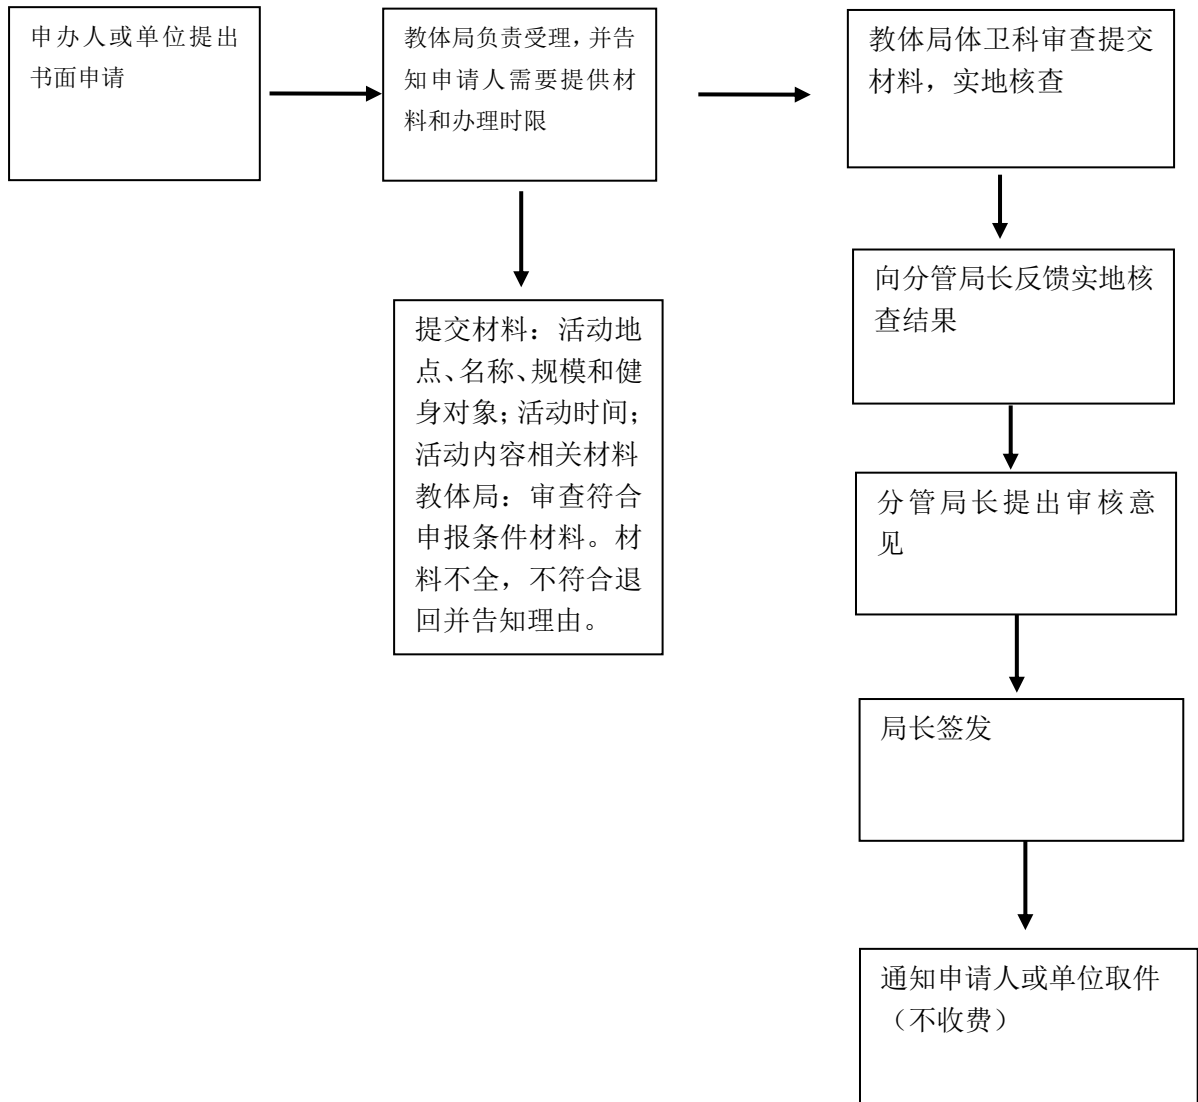 申办人或单位提出
书面申请
教体局负责受理，并告
知申请人需要提供材
料和办理时限
教体局体卫科审查提交
材料，实地核查
向分管局长反馈实地核
查结果
提交材料：活动地
点、名称、规模和健
身对象；活动时间；
活动内容相关材料
教体局：审查符合
申报条件材料。材
料不全，不符合退
回并告知理由。
分管局长提出审核意
见
局长签发
通知申请人或单位取件
（不收费）